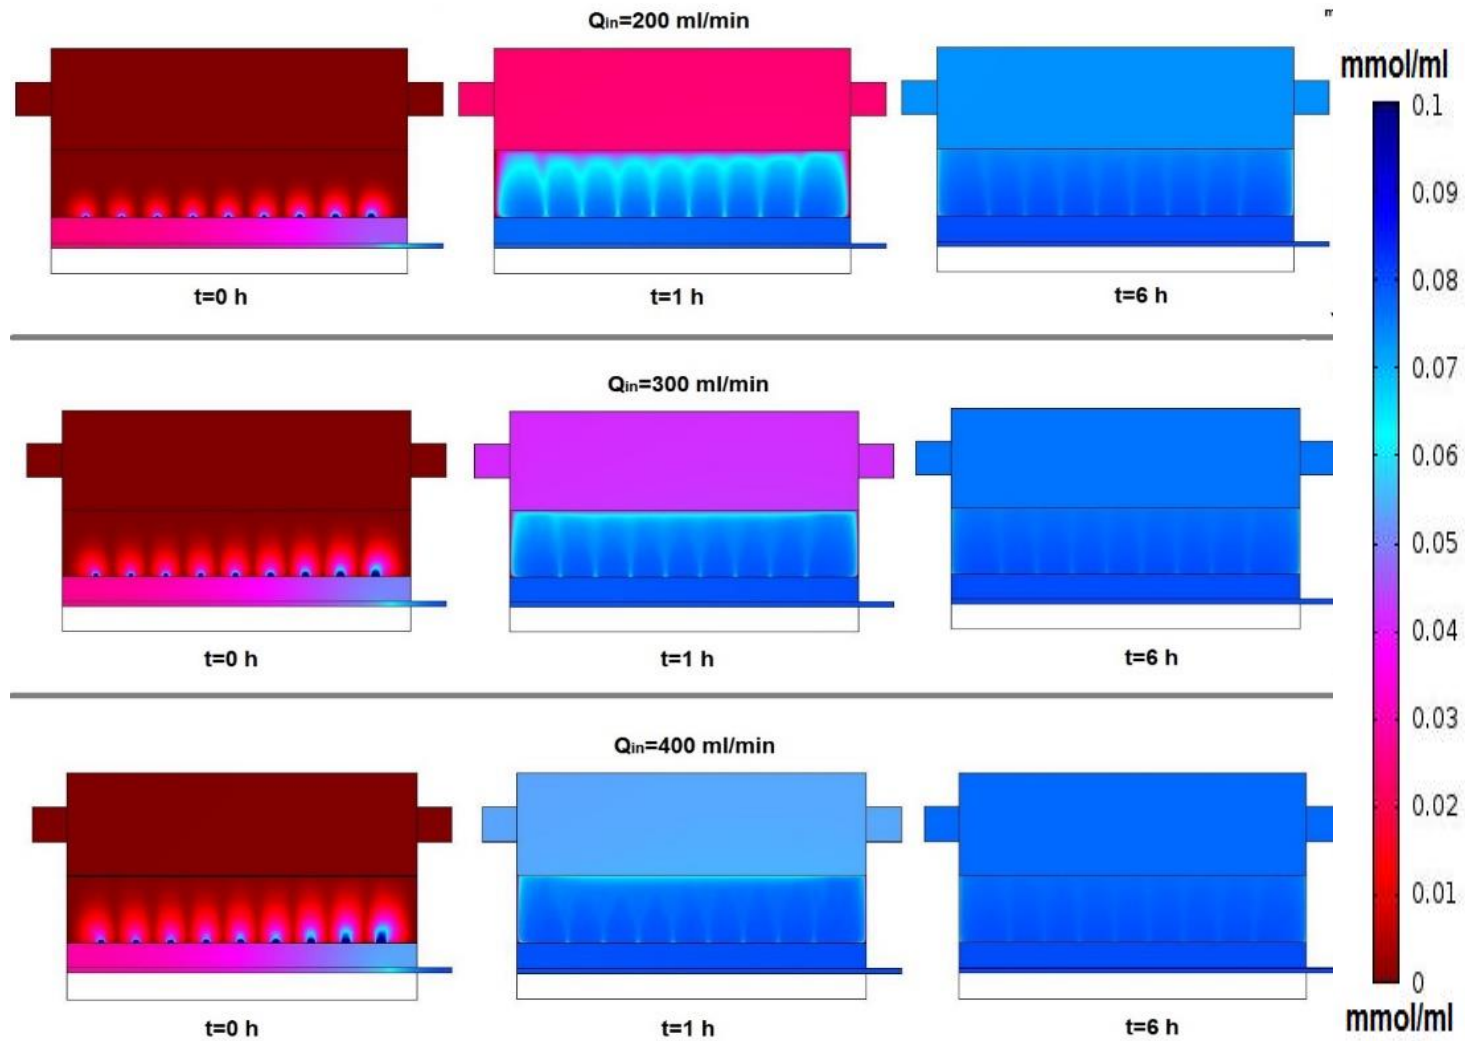 Qin=200 ml/min
t=0 h
t=1 h
t=6 h
Qin=300 ml/min
t=0 h
t=1 h
t=6 h
Qin=400 ml/min
t=0 h
t=1 h
t=6 h
mmol/ml
0.1
0.09
0.08
0.07
0.06
0.05
0.04
0.03
0.02
0.01
0
mmol/ml